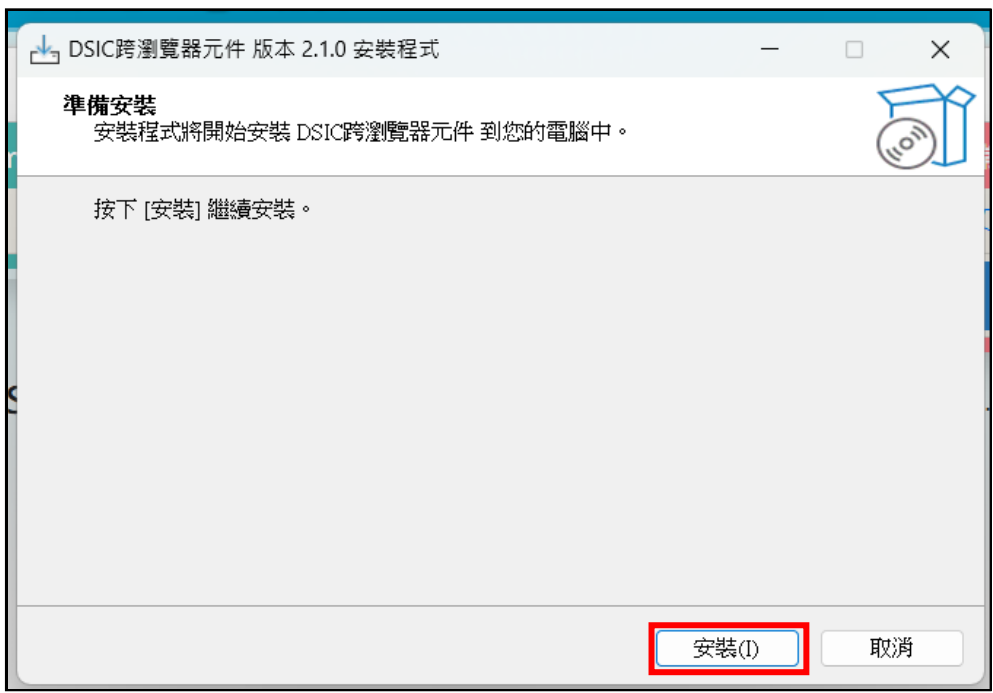 DSIC跨瀏覽器元件 版本 2.1.0 安裝程式
準備安裝
安裝程式將開始安裝 DSIC跨瀏覽器元件 到您的電腦中。
按下 [安裝] 繼續安裝。
安裝(I)
取消